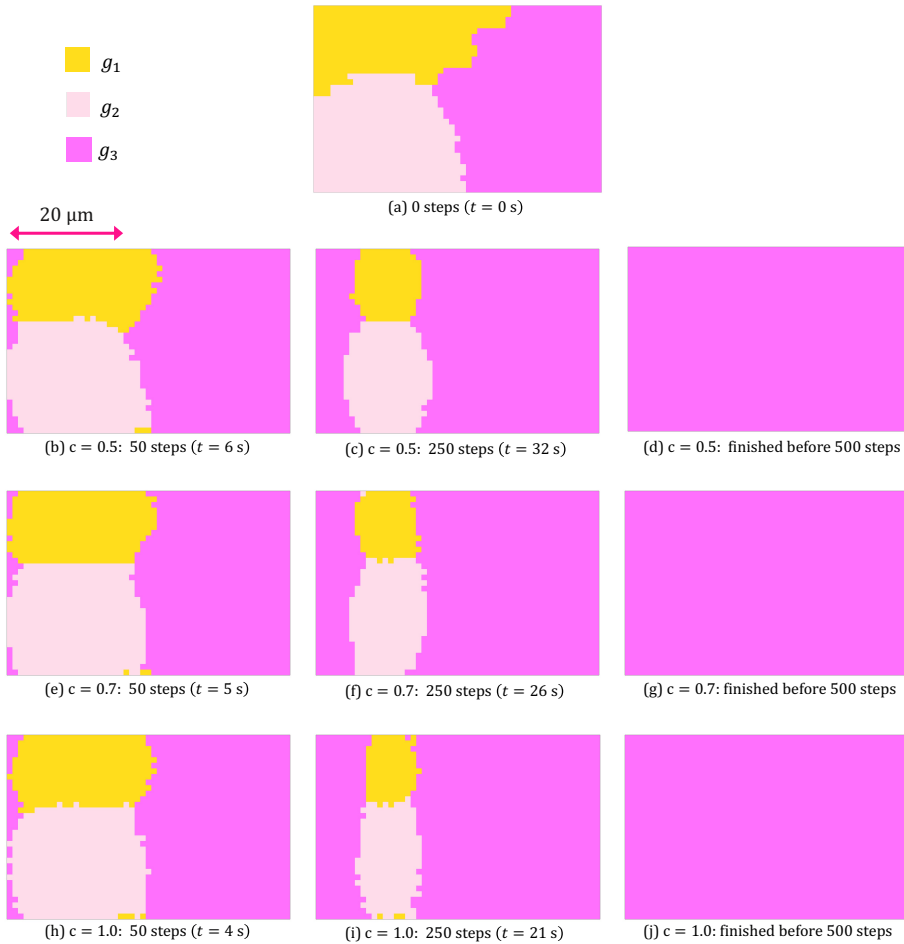 g₁
g₂
g₃
(a) 0 steps (t = 0 s)
20 μm
(b) c = 0.5: 50 steps (t = 6 s)
(c) c = 0.5: 250 steps (t = 32 s)
(d) c = 0.5: finished before 500 steps
(e) c = 0.7: 50 steps (t = 5 s)
(f) c = 0.7: 250 steps (t = 26 s)
(g) c = 0.7: finished before 500 steps
(h) c = 1.0: 50 steps (t = 4 s)
(i) c = 1.0: 250 steps (t = 21 s)
(j) c = 1.0: finished before 500 steps